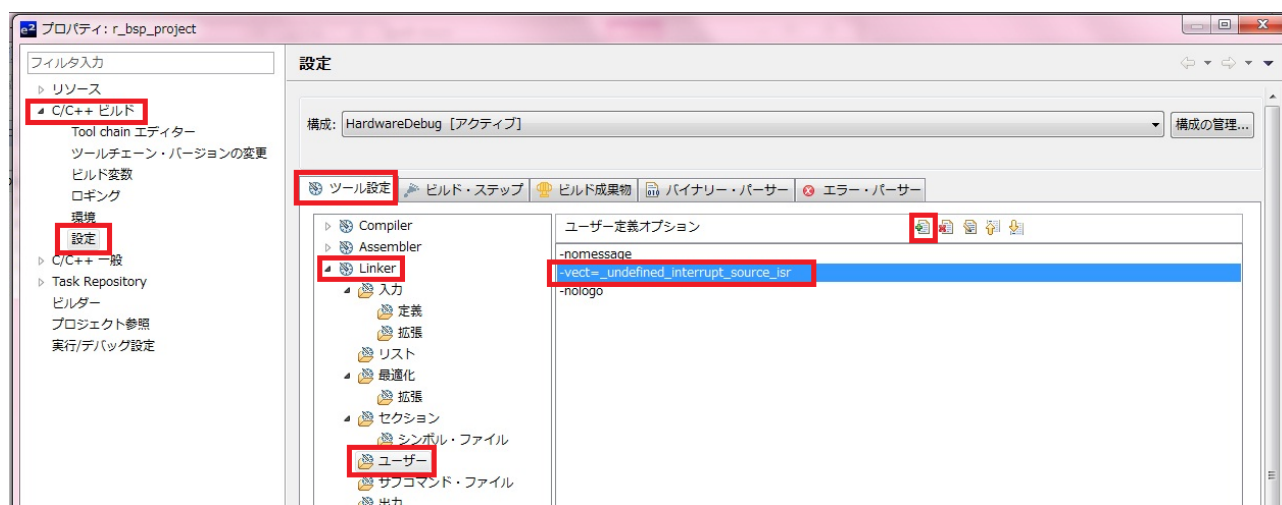 e² プロパティ: r_bsp_project
フィルタ入力
リソース
C/C++ ビルド
Tool chain エディター
ツールチェーン・バージョンの変更
ビルド変数
ロギング
環境
設定
C/C++ 一般
Task Repository
ビルダー
プロジェクト参照
実行/デバッグ設定
設定
構成: HardwareDebug [アクティブ]
構成の管理...
ツール設定 ビルド・ステップ ビルド成果物 バイナリー・パーサー エラー・パーサー
Compiler
Assembler
Linker
入力
定義
拡張
リスト
最適化
拡張
セクション
シンボル・ファイル
ユーザー
サブコマンド・ファイル
出力
ユーザー定義オプション
-nomessage
-vect=_undefined_interrupt_source_isr
-nologo